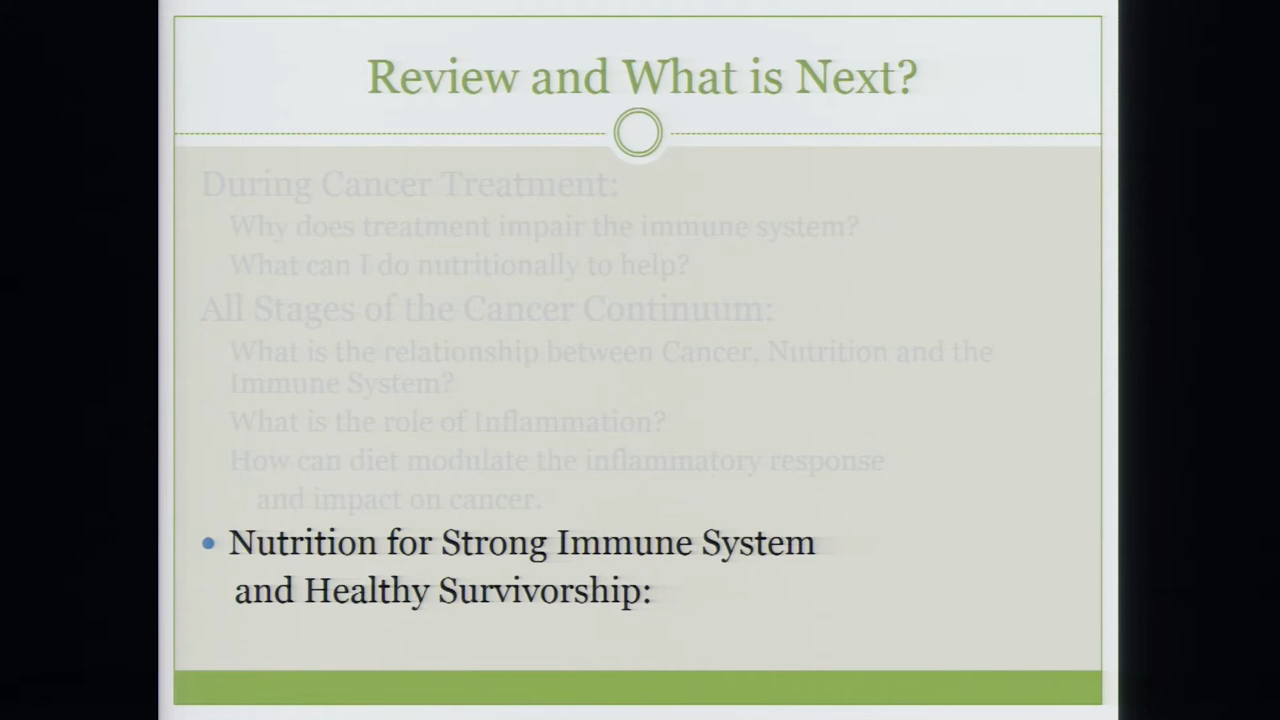 Review and What is Next?
During Cancer Treatment:
Why does treatment impair the immune system?
What can I do nutritionally to help?
All Stages of the Cancer Continuum:
What is the relationship between Cancer, Nutrition and the
Immune System?
What is the role of Inflammation?
How can diet modulate the inflammatory response
and impact on cancer.
• Nutrition for Strong Immune System
and Healthy Survivorship: